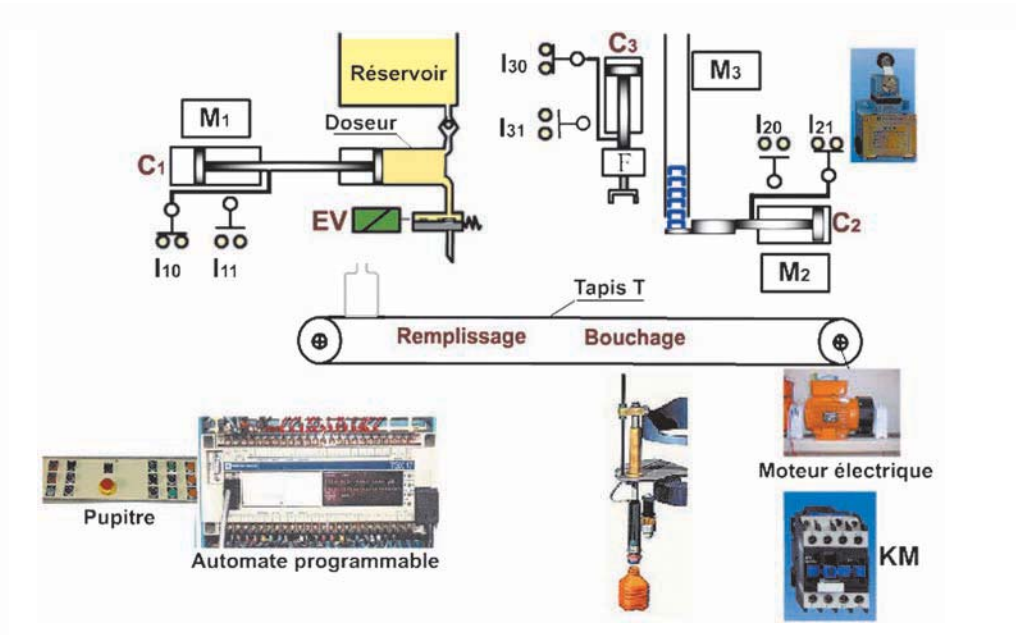 Réservoir
M1
Doseur
C1
I10
I11
EV
C3
I30
I31
F
M3
I20
I21
C2
M2
Tapis T
Remplissage
Bouchage
Pupitre
Automate programmable
Moteur électrique
KM